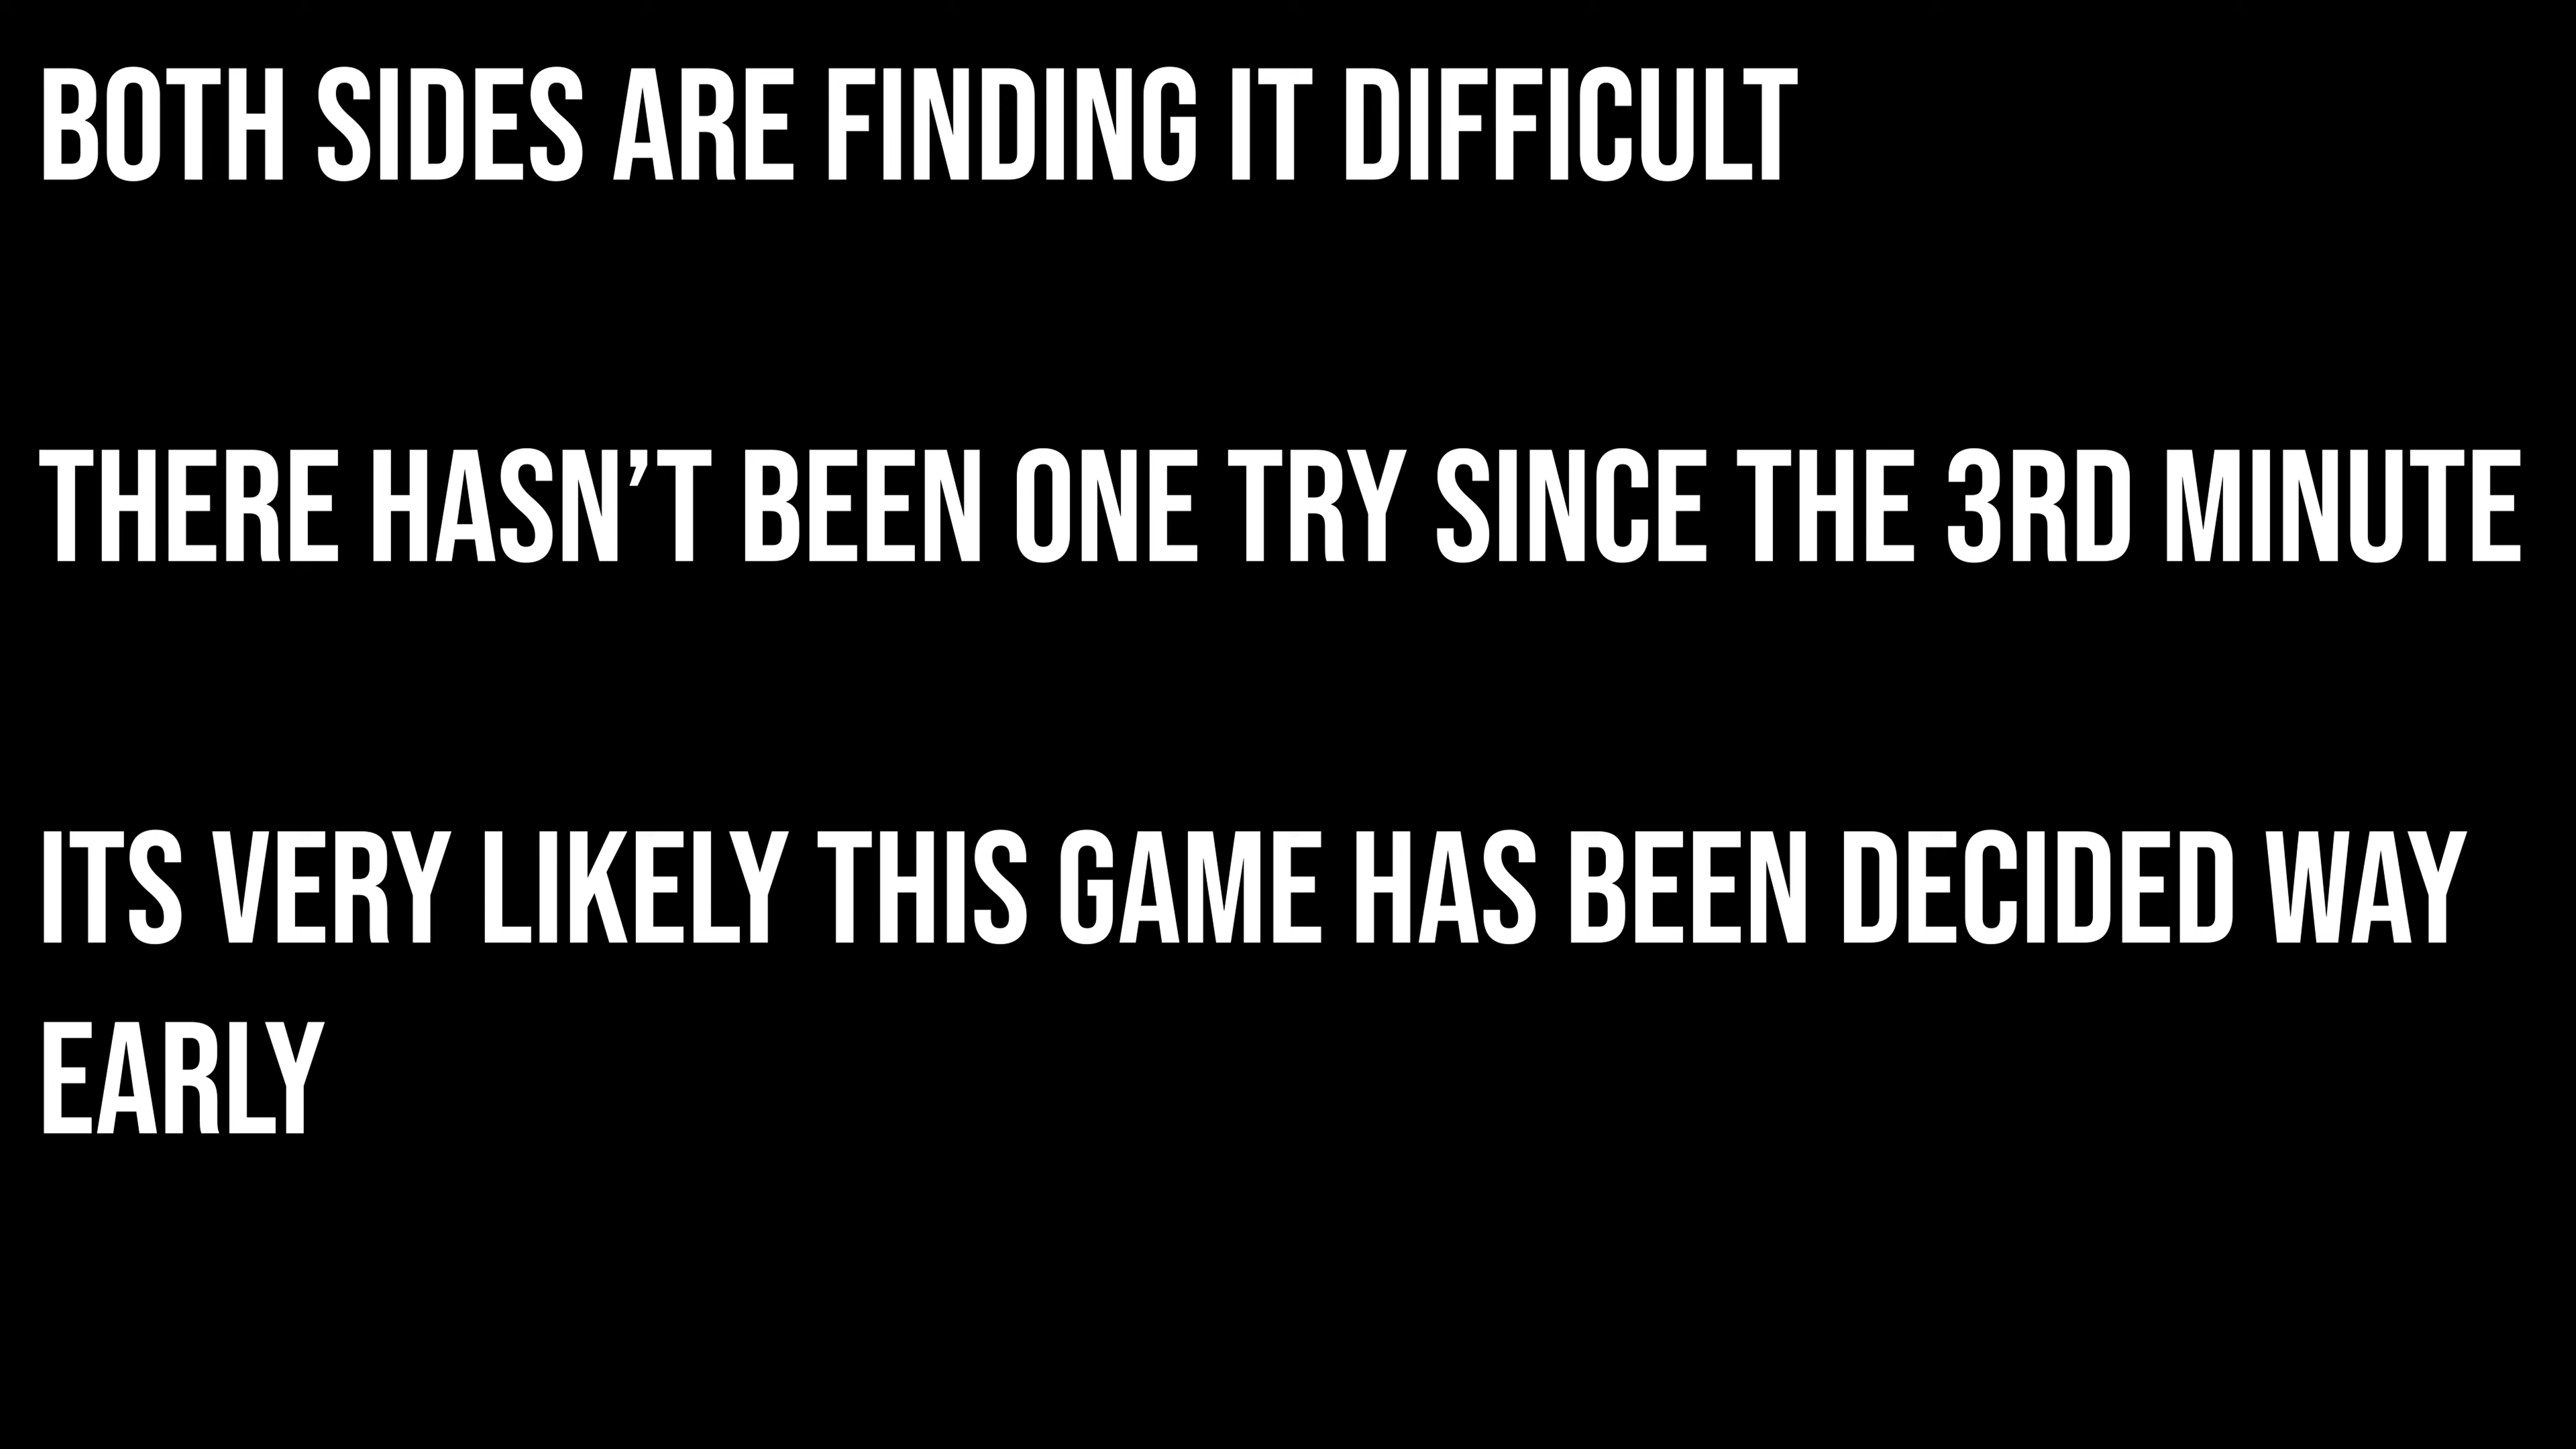 BOTH SIDES ARE FINDING IT DIFFICULT
THERE HASN’T BEEN ONE TRY SINCE THE 3RD MINUTE
ITS VERY LIKELY THIS GAME HAS BEEN DECIDED WAY
EARLY